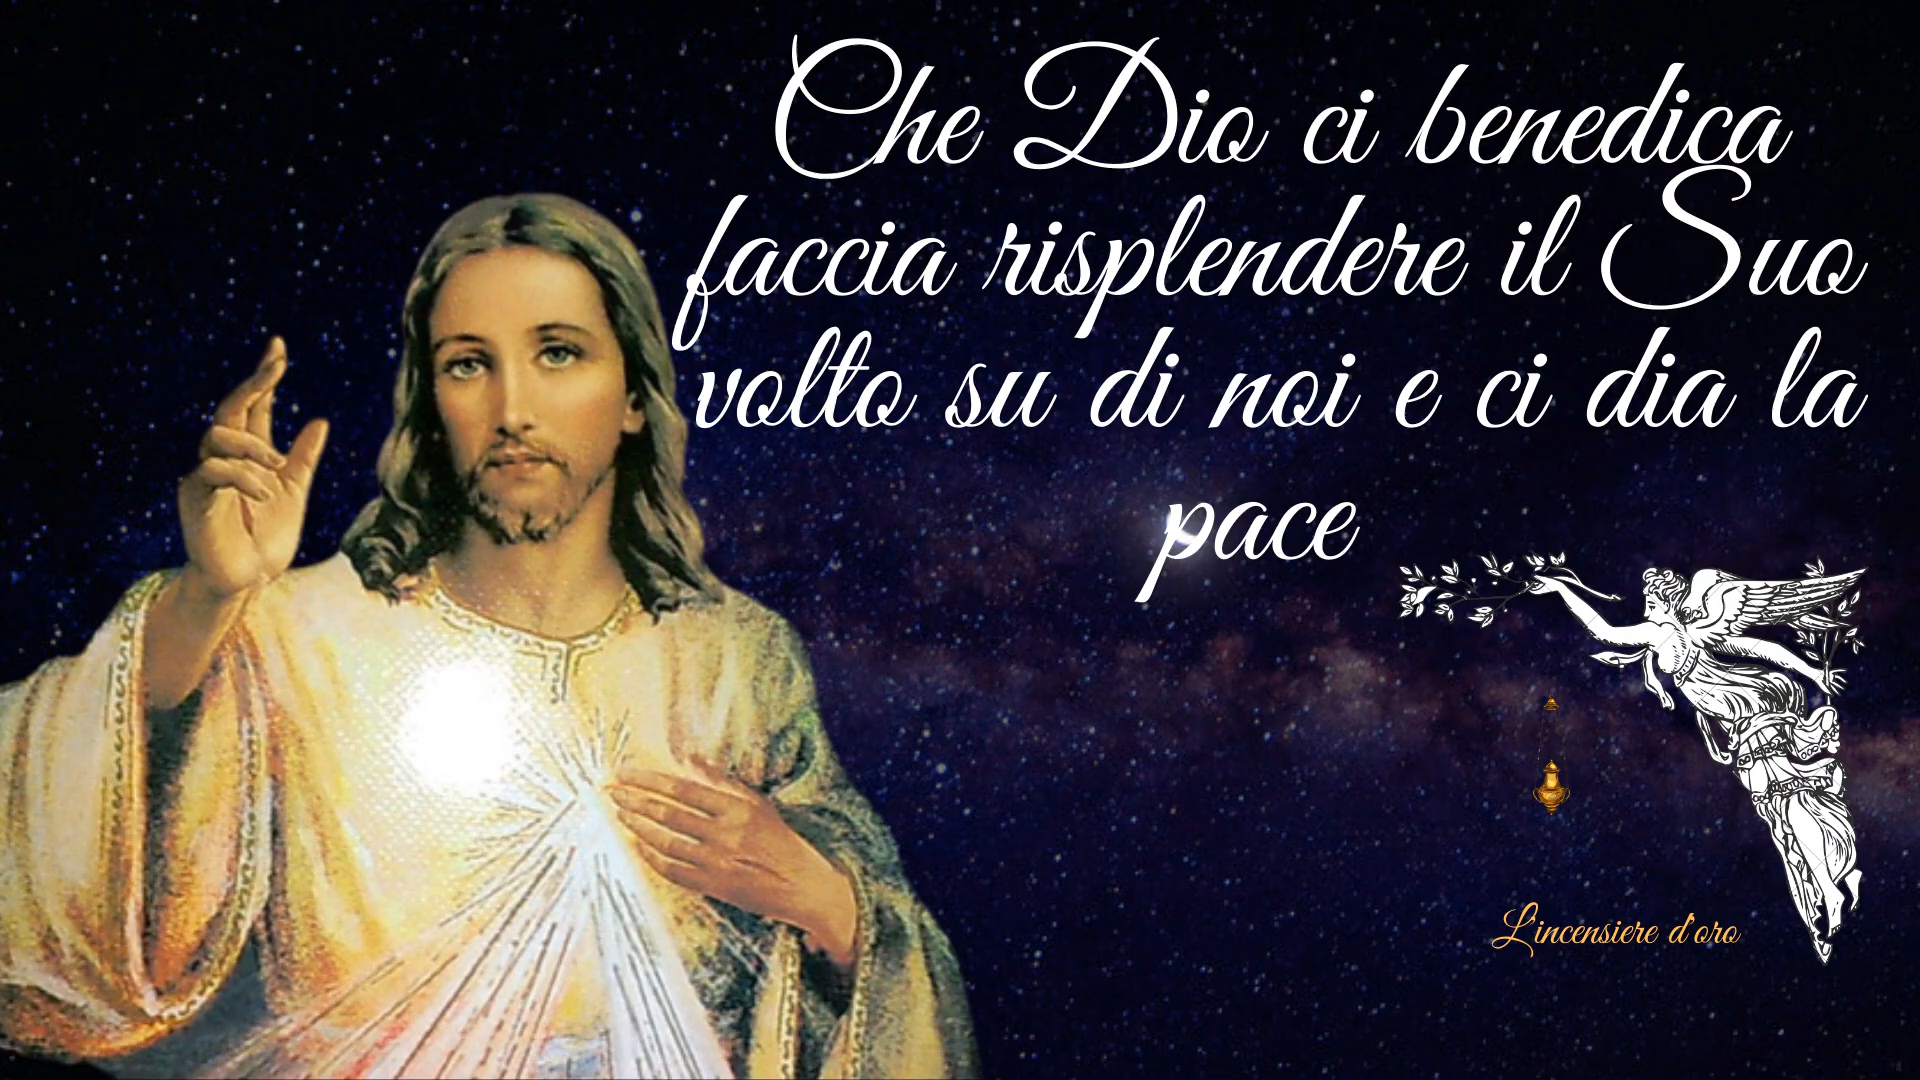 Che Dio ci benedica
faccia risplendere il Suo
volto su di noi e ci dia la
pace
L'incensiere d'oro